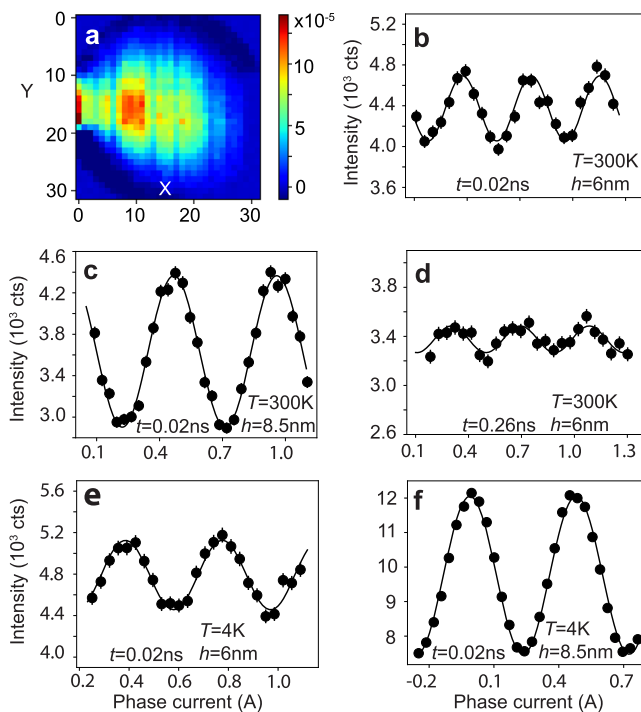 a
Y
X
0
10
20
30
0
10
20
30
10⁻⁵
10
5
0
b
Intensity (10³ cts)
5.2
4.8
4.4
4.0
3.6
t=0.02ns
T=300K
h=6nm
c
Intensity (10³ cts)
4.6
4.2
3.8
3.4
3.0
t=0.02ns
T=300K
h=8.5nm
0.1
0.4
0.7
1.0
d
4.0
3.8
3.4
3.2
2.6
t=0.26ns
T=300K
h=6nm
0.1
0.5
1.0
1.3
e
Intensity (10³ cts)
5.6
5.2
4.8
4.4
4.0
t=0.02ns
T=4K
h=6nm
0.2
0.4
0.6
0.8
1.0
Phase current (A)
f
12
11
10
9
8
t=0.02ns
T=4K
h=8.5nm
-0.2
0.1
0.4
0.7
Phase current (A)